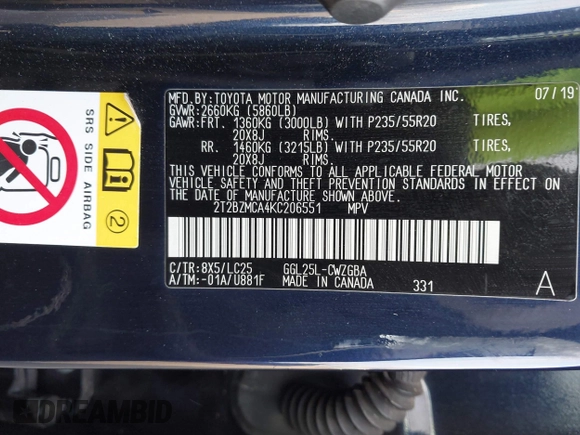 MFD.BY:TOYOTA MOTOR MANUFACTURING CANADA INC. 07/19
GVWR:2660KG (5860LB)
GAWR:FRT. 1360KG (3000LB) WITH P235/55R20 TIRES,
20X8J RIMS.
RR. 1460KG (3215LB) WITH P235/55R20 TIRES,
20X8J RIMS.
THIS VEHICLE CONFORMS TO ALL APPLICABLE FEDERAL MOTOR
VEHICLE SAFETY AND THEFT PREVENTION STANDARDS IN EFFECT
ON THE DATE OF MANUFACTURE SHOWN ABOVE.
2T2BZMCA4KC206551 MPV
C/TR:8X5/LC25 GGL25L-CWZGBA
A/TM:-01A/U881F MADE IN CANADA 331 A
SRS SIDE AIRBAG
2
DREAMBID